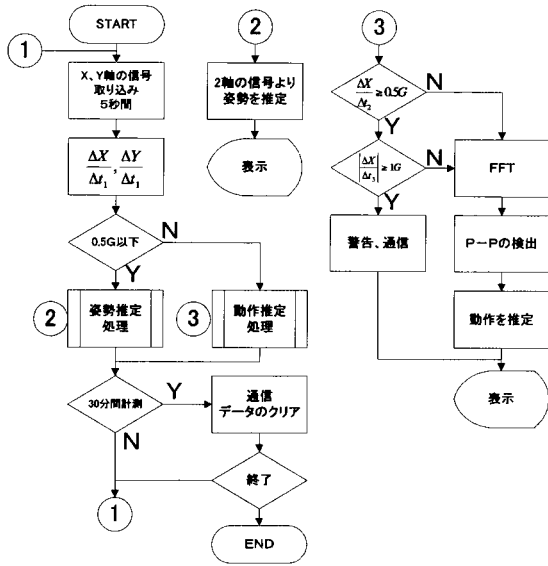 START
1
X、Y軸の信号
取り込み
5秒間
ΔX/Δt₁, ΔY/Δt₁
0.5G以下
N
Y
2
姿勢推定
処理
3
動作推定
処理
30分間計測
Y
N
通信
データのクリア
終了
1
END
2
2軸の信号より
姿勢を推定
表示
3
ΔX/Δt₂ ≥0.5G
N
Y
|ΔX/Δt₃| ≥1G
N
Y
FFT
警告、通信
P－Pの検出
動作を推定
表示